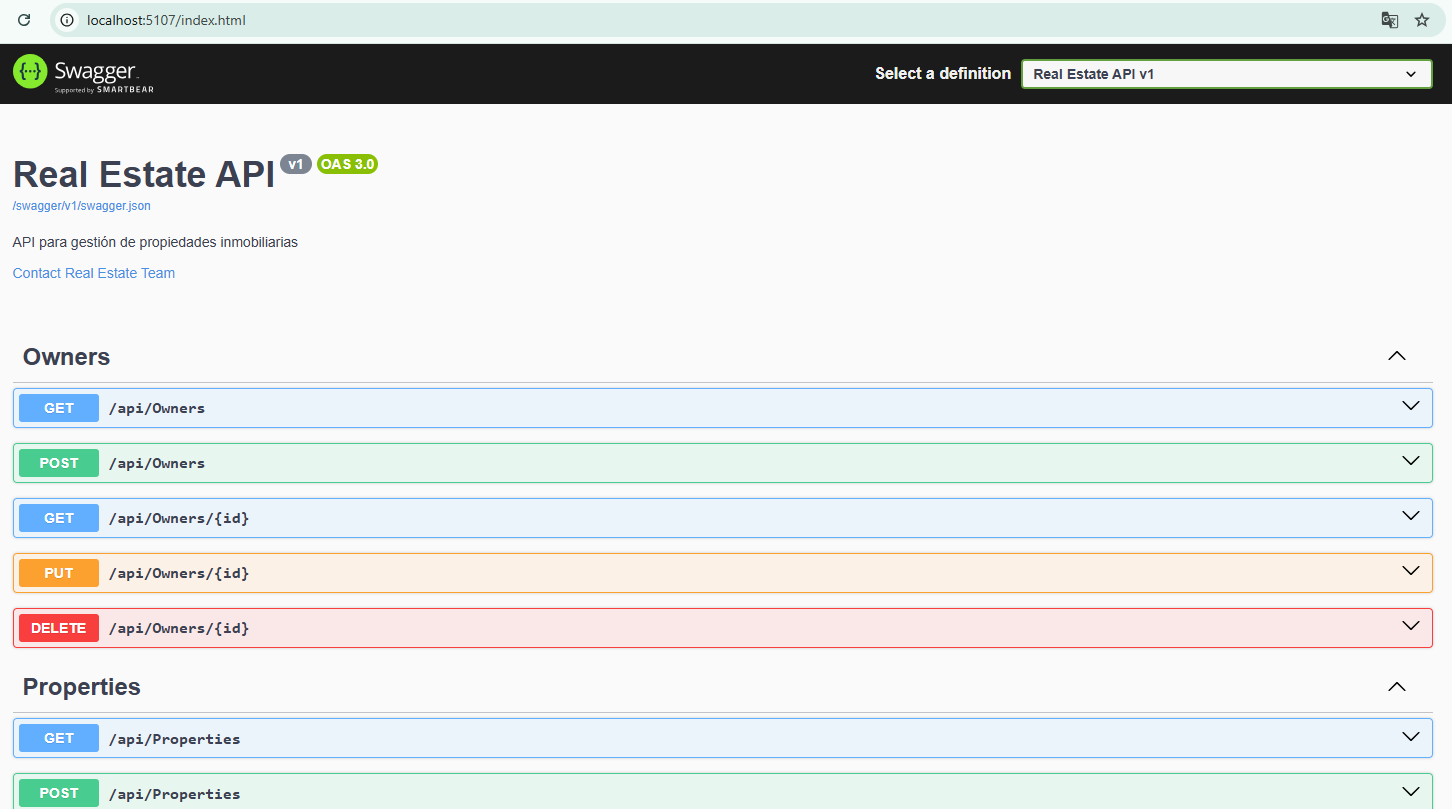 localhost:5107/index.html
Swagger
Supported by SMARTBEAR
Select a definition
Real Estate API v1
Real Estate API v1 OAS 3.0
/swagger/v1/swagger.json
API para gestión de propiedades inmobiliarias
Contact Real Estate Team
Owners
GET /api/Owners
POST /api/Owners
GET /api/Owners/{id}
PUT /api/Owners/{id}
DELETE /api/Owners/{id}
Properties
GET /api/Properties
POST /api/Properties